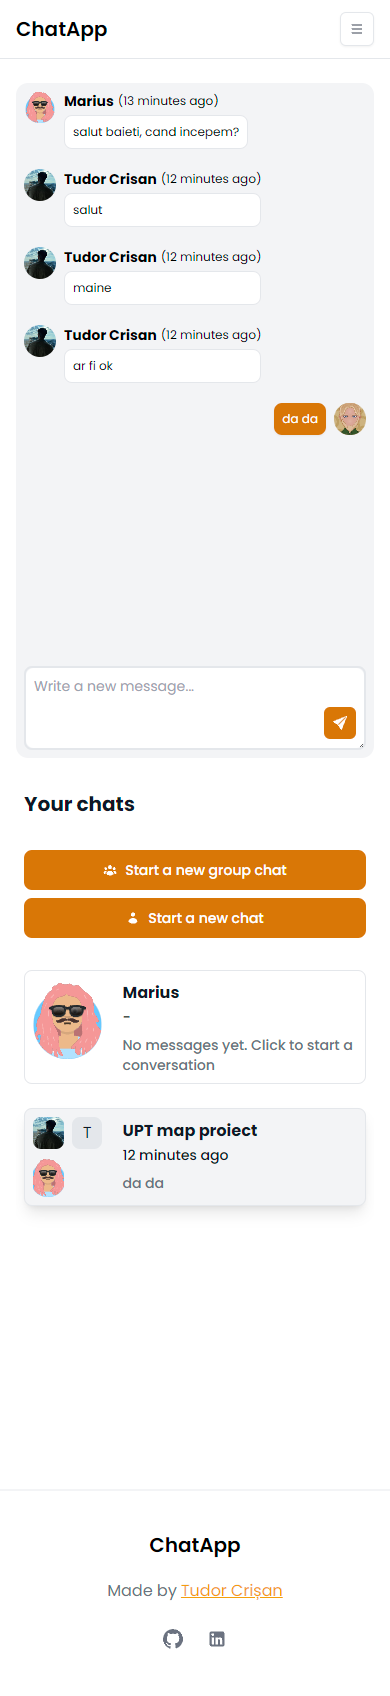 ChatApp
Marius (13 minutes ago)
salut baieti, cand incepem?
Tudor Crisan (12 minutes ago)
salut
Tudor Crisan (12 minutes ago)
maine
Tudor Crisan (12 minutes ago)
ar fi ok
da da
Write a new message...
Your chats
Start a new group chat
Start a new chat
Marius
-
No messages yet. Click to start a
conversation
T
UPT map proiect
12 minutes ago
da da
ChatApp
Made by Tudor Crișan